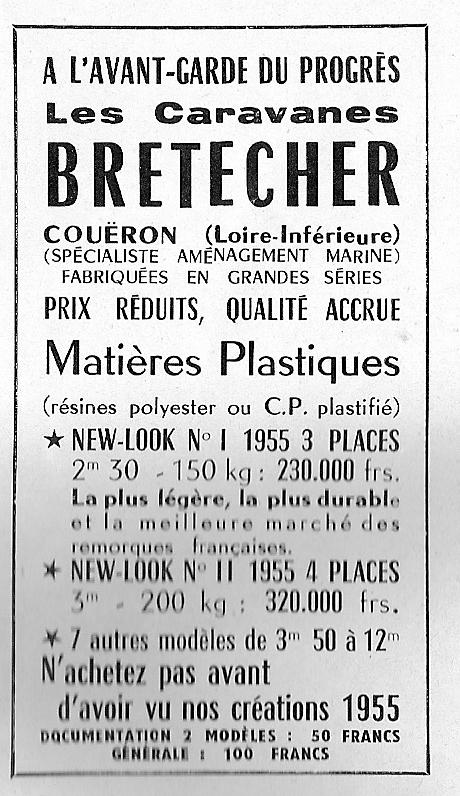 A L'AVANT-GARDE DU PROGRÈS
Les Caravanes
BRETECHER
COUËRON (Loire-Inférieure)
(SPÉCIALISTE AMÉNAGEMENT MARINE)
FABRIQUÉES EN GRANDES SÉRIES
PRIX RÉDUITS, QUALITÉ ACCRUE
Matières Plastiques
(résines polyester ou C.P. plastifié)
★ NEW-LOOK Nº I 1955 3 PLACES
2ᵐ 30 - 150 kg : 230.000 frs.
La plus légère, la plus durable
et la meilleure marché des
remorques françaises.
★ NEW-LOOK Nº II 1955 4 PLACES
3ᵐ - 200 kg : 320.000 frs.
★ 7 autres modèles de 3ᵐ 50 à 12ᵐ
N'achetez pas avant
d'avoir vu nos créations 1955
DOCUMENTATION 2 MODÈLES : 50 FRANCS
GÉNÉRALE : 100 FRANCS